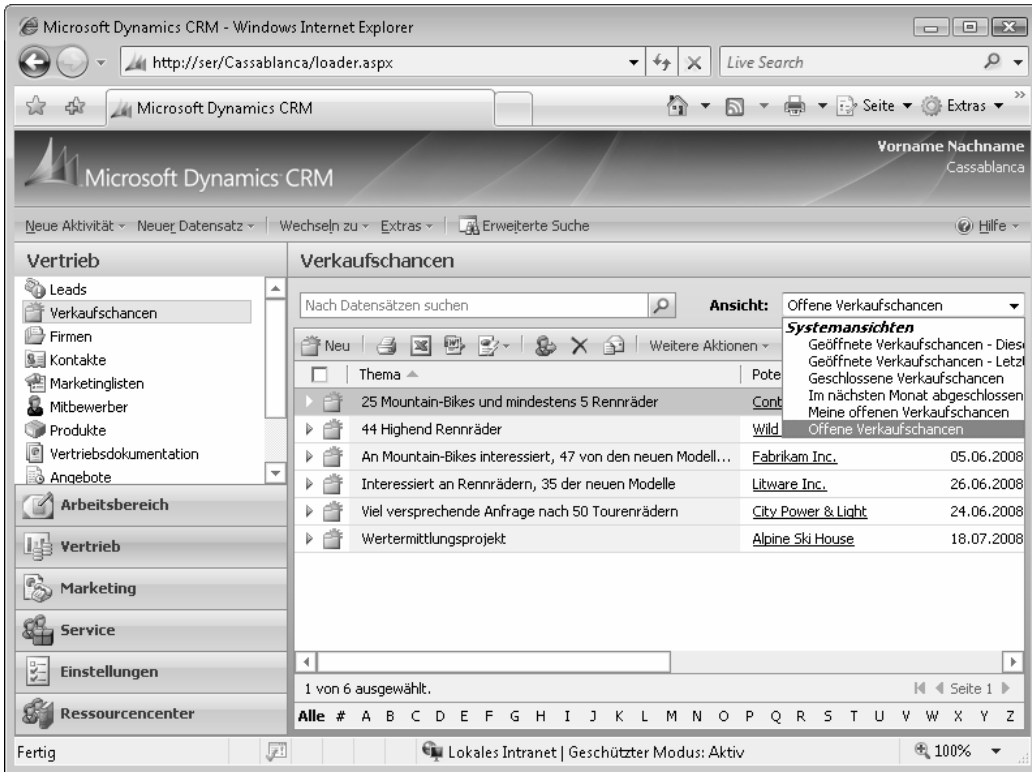 Microsoft Dynamics CRM - Windows Internet Explorer
http://ser/Cassablanca/loader.aspx
Live Search
Microsoft Dynamics CRM
Seite
Extras
Vorname Nachname
Cassablanca
Microsoft Dynamics CRM
Neue Aktivität
Neuer Datensatz
Wechseln zu
Extras
Erweiterte Suche
Hilfe
Vertrieb
Leads
Verkaufschancen
Firmen
Kontakte
Marketinglisten
Mitbewerber
Produkte
Vertriebsdokumentation
Angebote
Arbeitsbereich
Vertrieb
Marketing
Service
Einstellungen
Ressourcencenter
Verkaufschancen
Nach Datensätzen suchen
Ansicht:
Offene Verkaufschancen
Systemansichten
Geöffnete Verkaufschancen - Dies
Geöffnete Verkaufschancen - Letz
Geschlossene Verkaufschancen
Im nächsten Monat abgeschlossen
Meine offenen Verkaufschancen
Offene Verkaufschancen
Neu
Weitere Aktionen
Thema
Pote
25 Mountain-Bikes und mindestens 5 Rennräder
Cont
44 Highend Rennräder
Wild
An Mountain-Bikes interessiert, 47 von den neuen Modell...
Fabrikam Inc.
05.06.2008
Interessiert an Rennrädern, 35 der neuen Modelle
Litware Inc.
26.06.2008
Viel versprechende Anfrage nach 50 Tourenrädern
City Power & Light
24.06.2008
Wertermittlungsprojekt
Alpine Ski House
18.07.2008
1 von 6 ausgewählt.
Seite 1
Alle # A B C D E F G H I J K L M N O P Q R S T U V W X Y Z
Fertig
Lokales Intranet | Geschützter Modus: Aktiv
100%